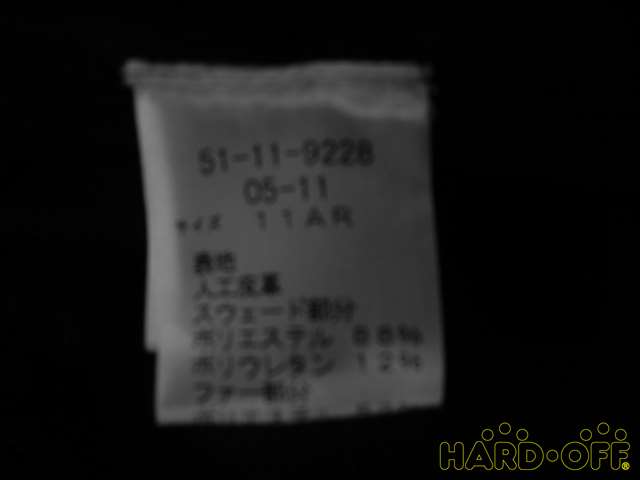 51-11-9228
05-11
サイズ 11AR
表地
人工皮革
スウェード部分
ポリエステル 88%
ポリウレタン 12%
ファー部分
HARD・OFF®